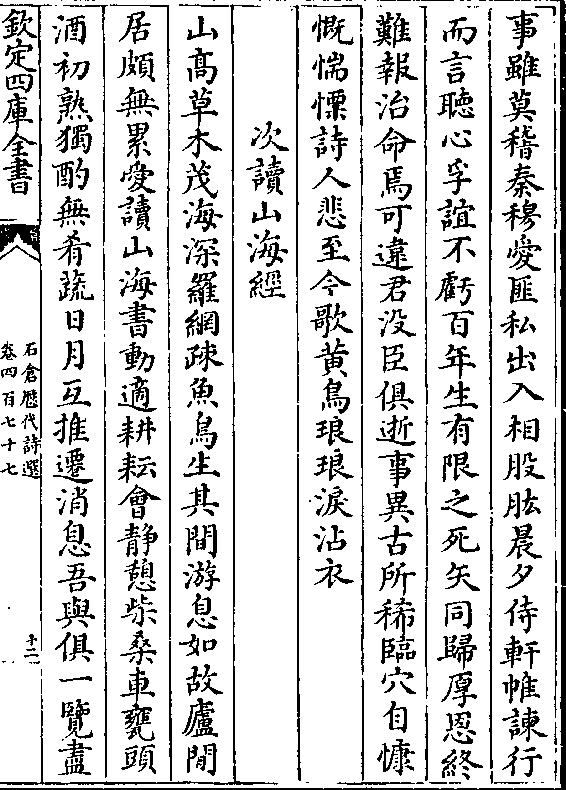 事雖莫稽秦穆愛匪私出入相股肱晨夕侍軒帷諫行
而言聽心孚誼不虧百年生有限之死矢同歸厚恩終
難報治命焉可違君没臣俱逝事異古所稀臨穴自慷
慨惴慄詩人悲至今歌黄鳥琅琅淚沾衣
次讀山海經
山髙草木茂海深羅網疎魚鳥生其間游息如故廬閒
居頗無累愛讀山海書動適耕耘㑹静憩柴桑車甕頭
酒初熟獨酌無肴蔬日月互推遷消息吾與俱一覽盡
欽定四庫全書
石倉歴代詩選
卷四百七十七
十二